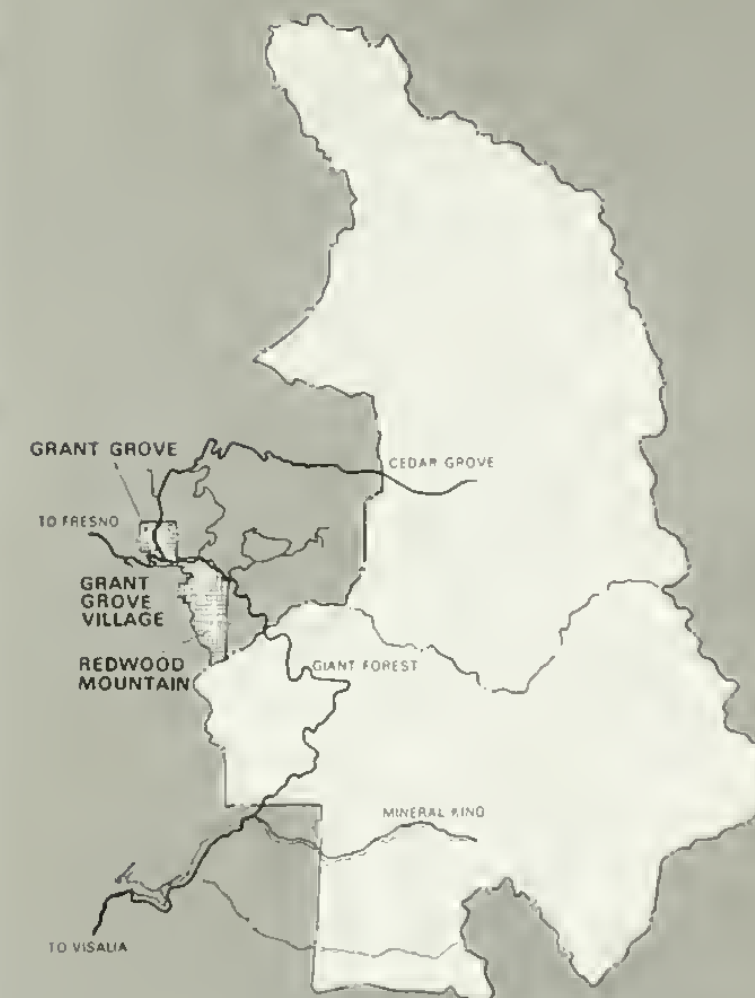 GRANT GROVE
CEDAR GROVE
TO FRESNO
GRANT
GROVE
VILLAGE
REDWOOD
MOUNTAIN
GIANT FOREST
MINERAL KING
TO VISALIA